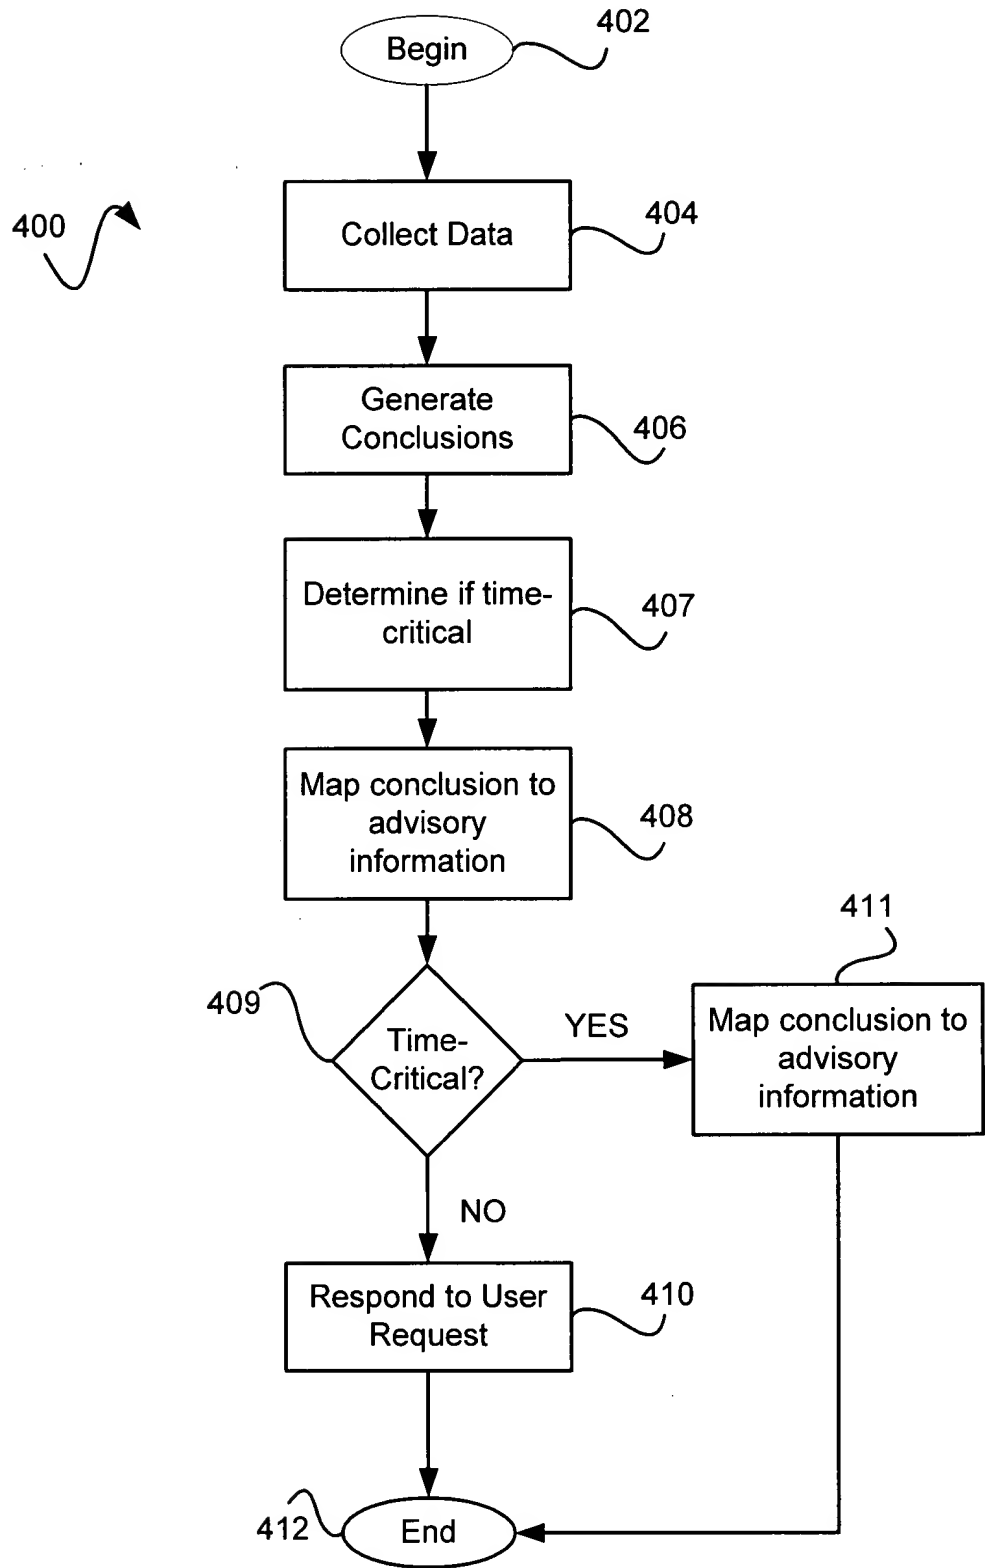 Begin
402
400
Collect Data
404
Generate
Conclusions
406
Determine if time-
critical
407
Map conclusion to
advisory
information
408
409
Time-
Critical?
YES
411
Map conclusion to
advisory
information
NO
Respond to User
Request
410
412
End